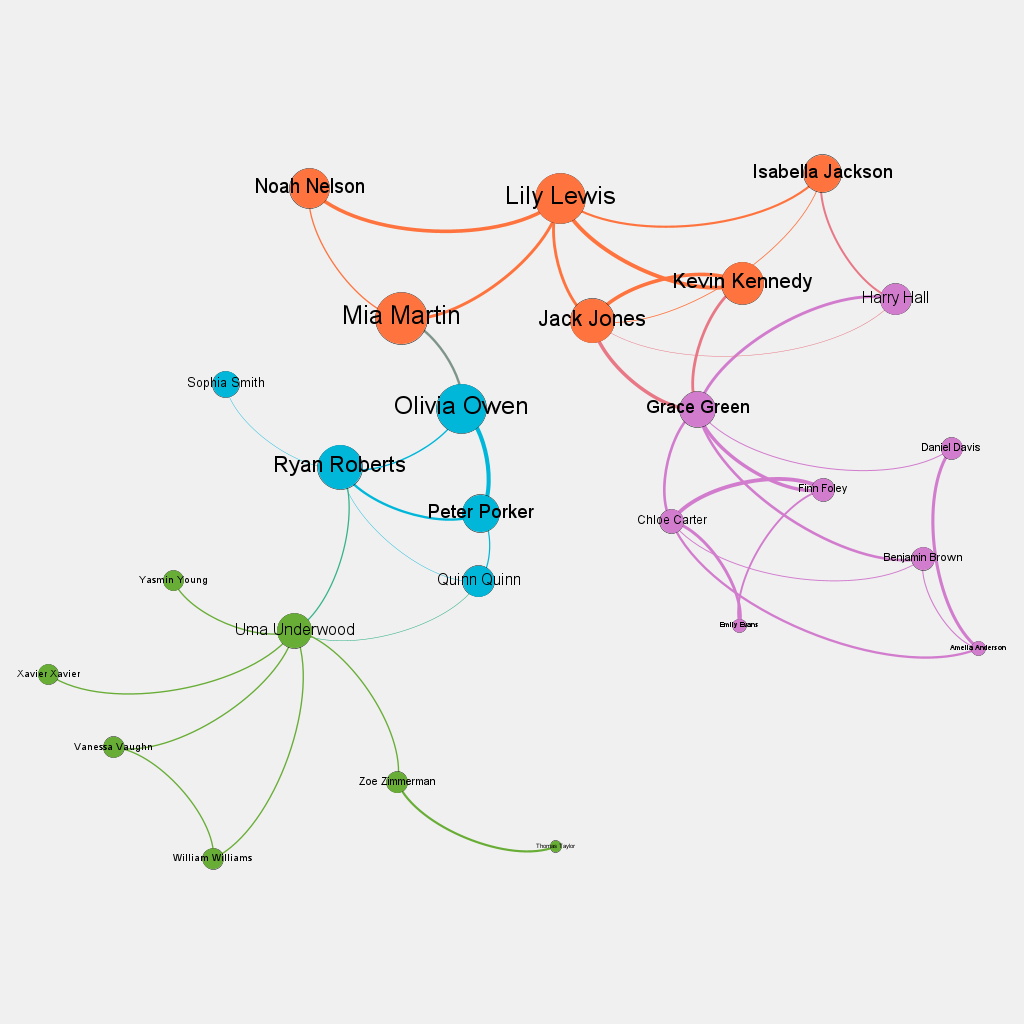 Isabella Jackson
Noah Nelson
Lily Lewis
Kevin Kennedy
Harry Hall
Mia Martin
Jack Jones
Sophia Smith
Olivia Owen
Grace Green
Daniel Davis
Ryan Roberts
Finn Foley
Peter Porker
Chloe Carter
Benjamin Brown
Yasmin Young
Quinn Quinn
Emily Evans
Uma Underwood
Amelia Anderson
Xavier Xavier
Vanessa Vaughn
Zoe Zimmerman
Thomas Taylor
William Williams